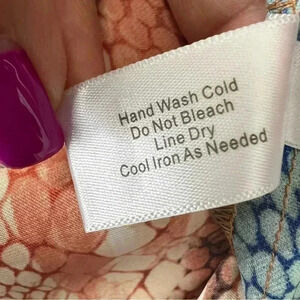 Hand Wash Cold
Do Not Bleach
Line Dry
Cool Iron As Needed